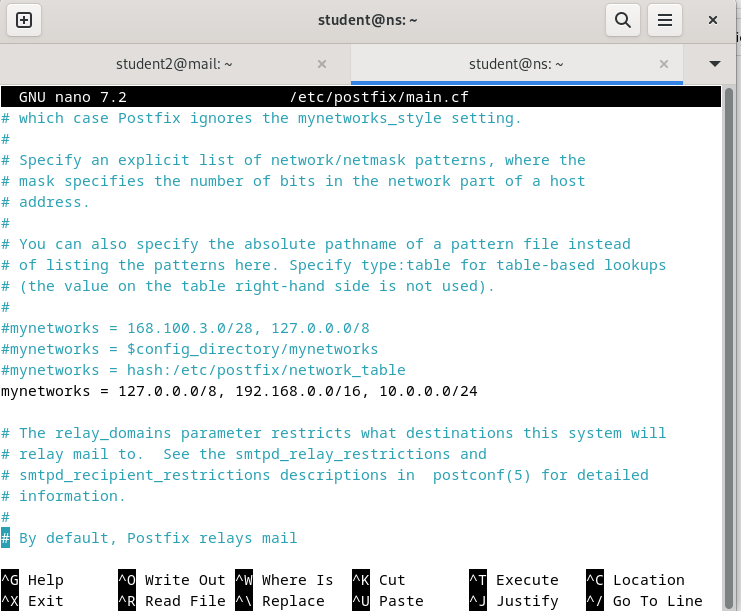 student@ns: ~
student2@mail: ~
student@ns: ~
GNU nano 7.2 /etc/postfix/main.cf
# which case Postfix ignores the mynetworks_style setting.
#
# Specify an explicit list of network/netmask patterns, where the
# mask specifies the number of bits in the network part of a host
# address.
#
# You can also specify the absolute pathname of a pattern file instead
# of listing the patterns here. Specify type:table for table-based lookups
# (the value on the table right-hand side is not used).
#
#mynetworks = 168.100.3.0/28, 127.0.0.0/8
#mynetworks = $config_directory/mynetworks
#mynetworks = hash:/etc/postfix/network_table
mynetworks = 127.0.0.0/8, 192.168.0.0/16, 10.0.0.0/24
# The relay_domains parameter restricts what destinations this system will
# relay mail to.  See the smtpd_relay_restrictions and
# smtpd_recipient_restrictions descriptions in  postconf(5) for detailed
# information.
#
# By default, Postfix relays mail
^G Help ^O Write Out ^W Where Is ^K Cut ^T Execute ^C Location
^X Exit ^R Read File ^\ Replace ^U Paste ^J Justify ^/ Go To Line